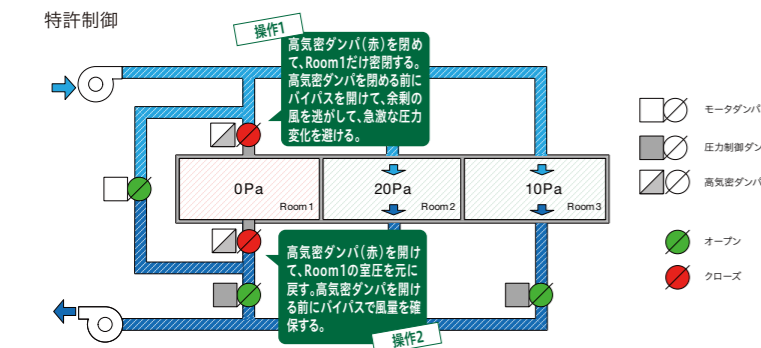 特許制御
操作1
高気密ダンパ(赤)を閉め
て、Room1だけ密閉する。
高気密ダンパを閉める前に
バイパスを開けて、余剰の
風を逃がして、急激な圧力
変化を避ける。
モータダンパ
圧力制御ダン
高気密ダンパ
0Pa
Room1
20Pa
Room2
10Pa
Room3
オープン
クローズ
高気密ダンパ(赤)を開け
て、Room1の室圧を元に
戻す。高気密ダンパを開け
る前にバイパスで風量を確
保する。
操作2